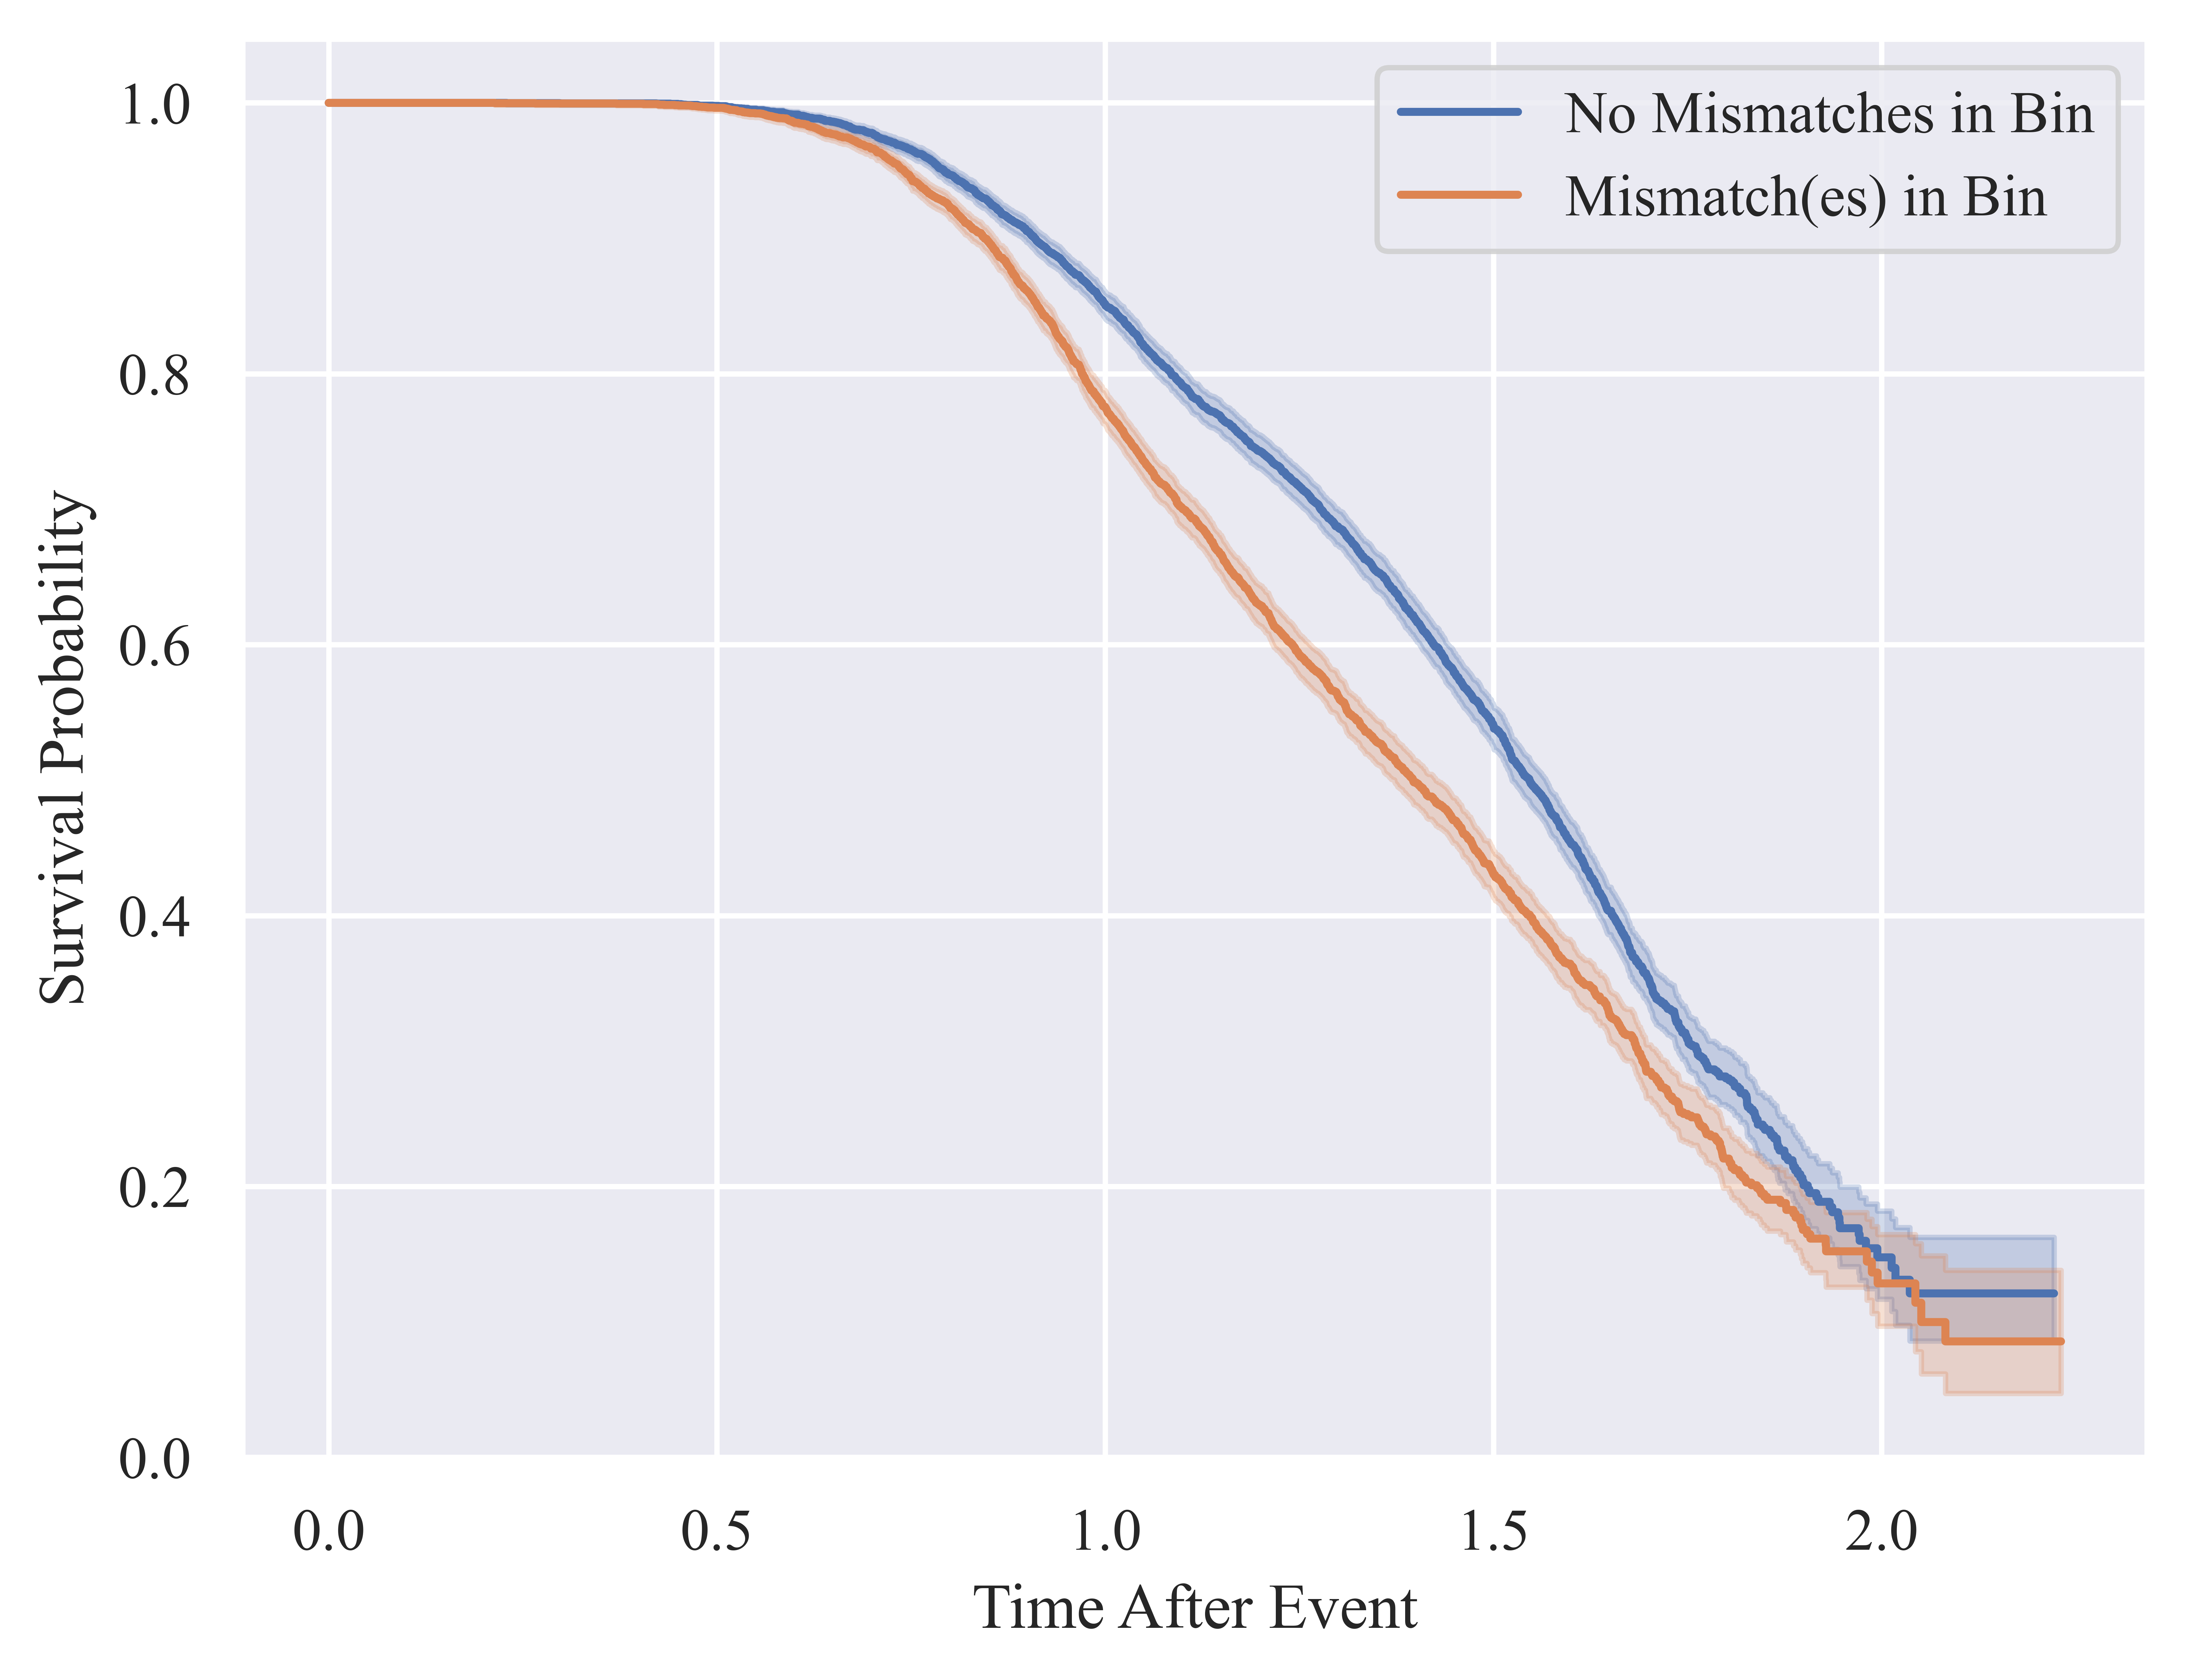 No Mismatches in Bin
Mismatch(es) in Bin
Survival Probability
1.0
0.8
0.6
0.4
0.2
0.0
0.0 0.5 1.0 1.5 2.0
Time After Event